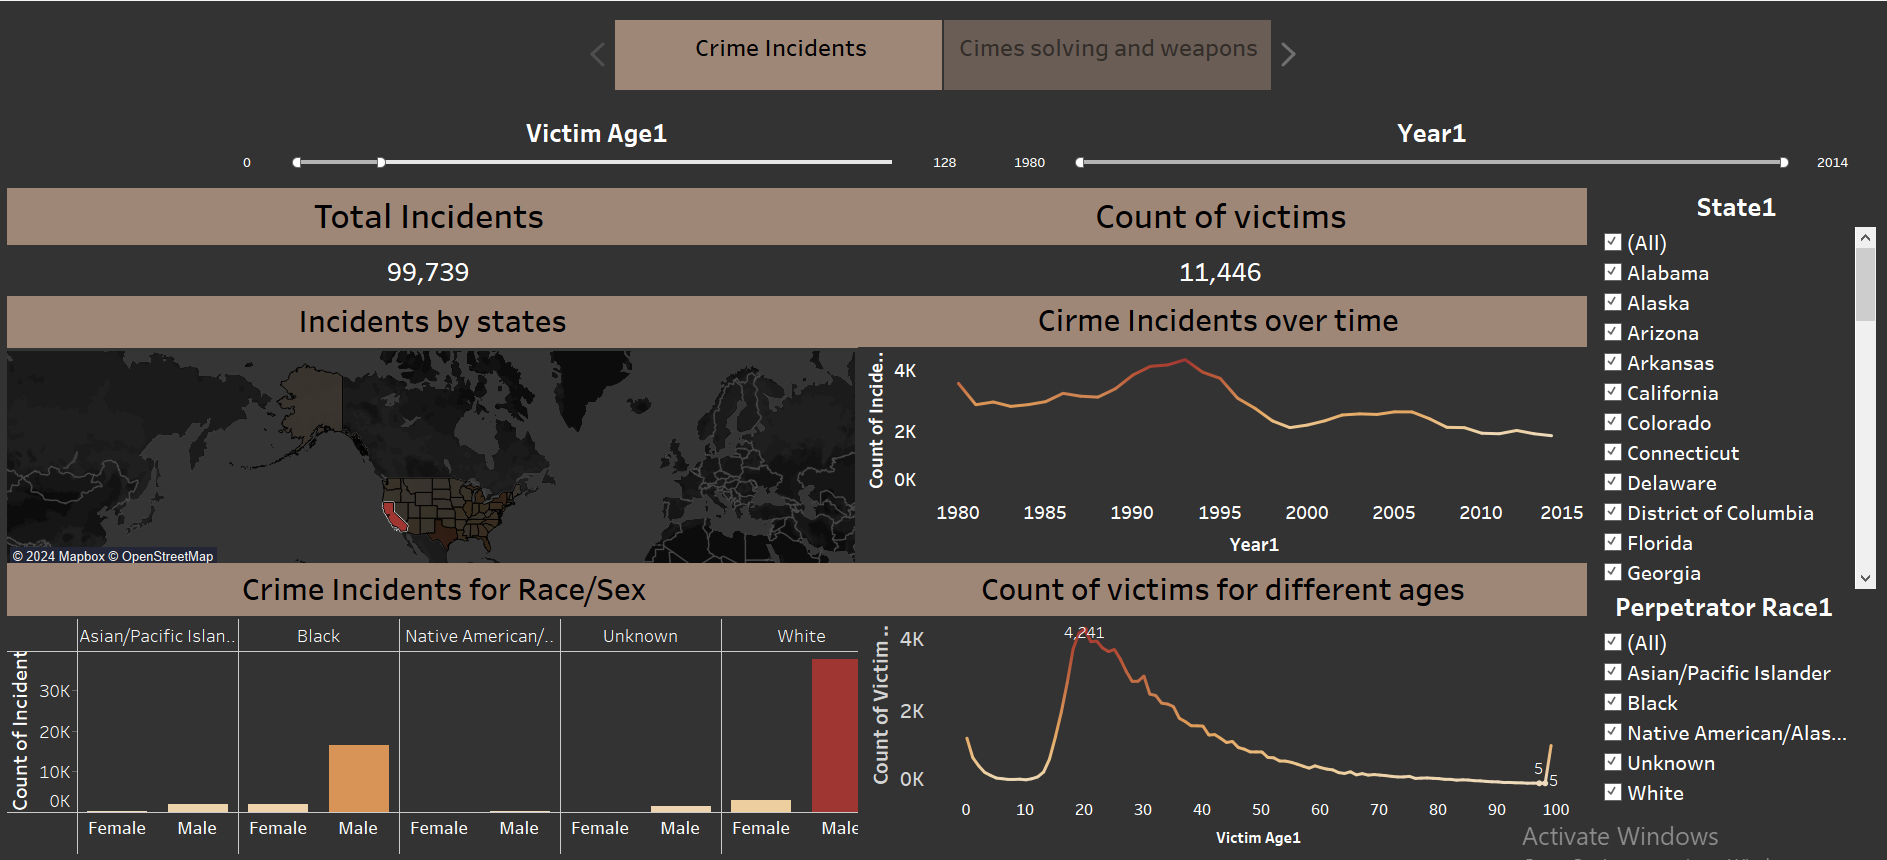 Crime Incidents
Cimes solving and weapons
Victim Age1
0
128
Year1
1980
2014
Total Incidents
Count of victims
99,739
11,446
Incidents by states
Cirme Incidents over time
© 2024 Mapbox © OpenStreetMap
Count of Incide..
4K
2K
0K
1980 1985 1990 1995 2000 2005 2010 2015
Year1
Crime Incidents for Race/Sex
Count of victims for different ages
Asian/Pacific Islan.. Black Native American/.. Unknown White
Count of Incident
30K
20K
10K
0K
Female Male Female Male Female Male Female Male Female Male
Count of Victim..
4K
2K
0K
4,241
5
5
0 10 20 30 40 50 60 70 80 90 100
Victim Age1
State1
(All)
Alabama
Alaska
Arizona
Arkansas
California
Colorado
Connecticut
Delaware
District of Columbia
Florida
Georgia
Perpetrator Race1
(All)
Asian/Pacific Islander
Black
Native American/Alas...
Unknown
White
Activate Windows